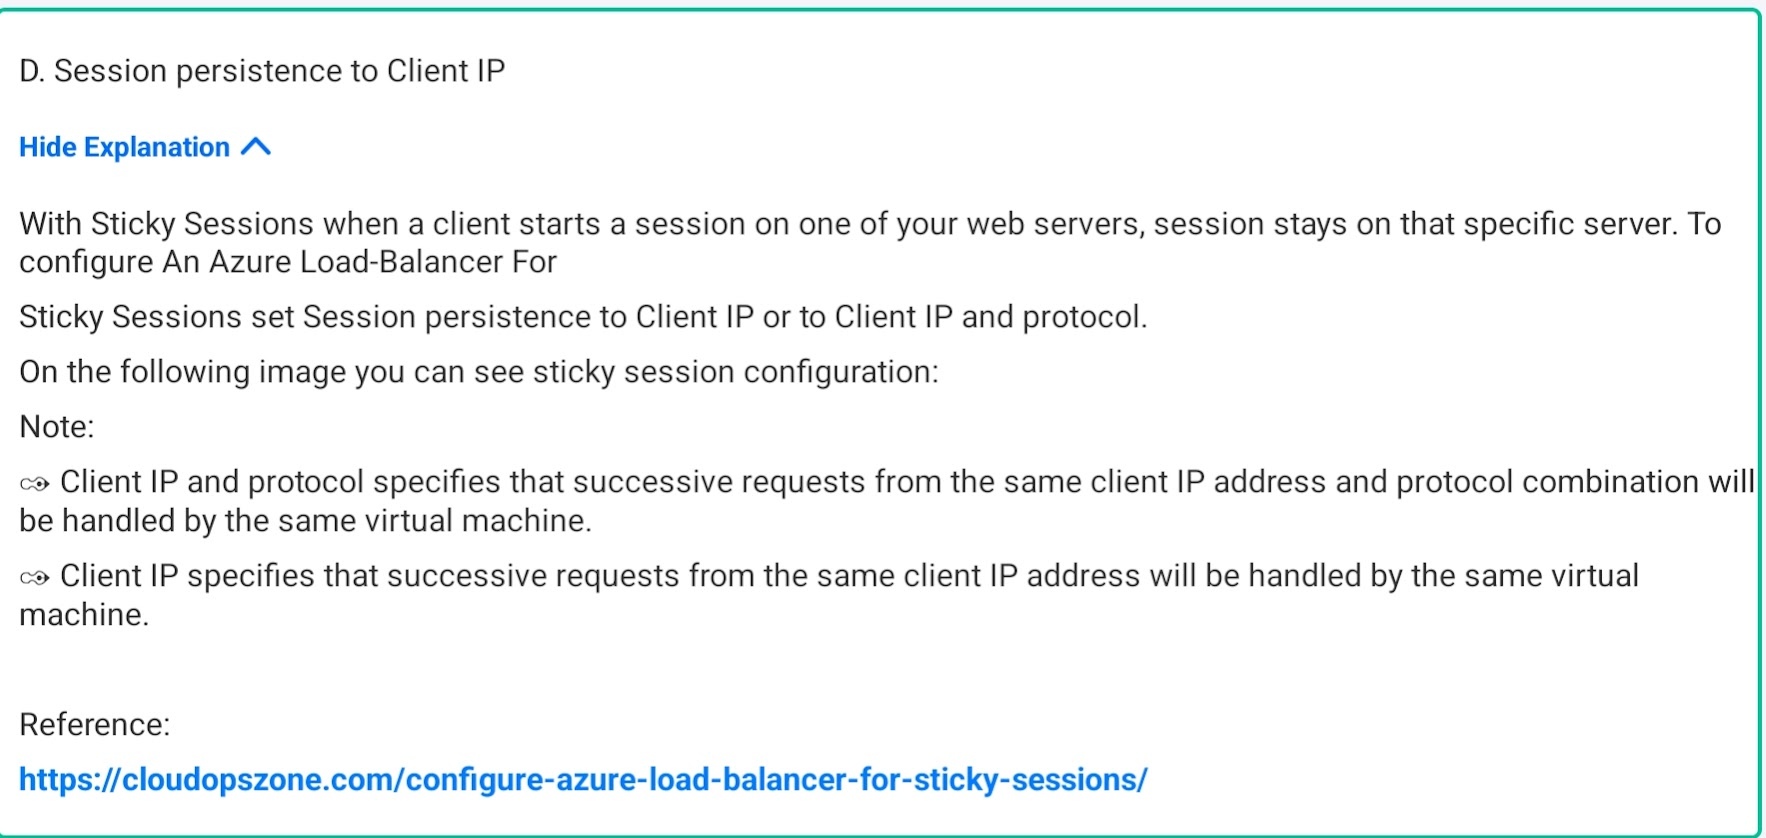 D. Session persistence to Client IP
Hide Explanation
With Sticky Sessions when a client starts a session on one of your web servers, session stays on that specific server. To
configure An Azure Load-Balancer For
Sticky Sessions set Session persistence to Client IP or to Client IP and protocol.
On the following image you can see sticky session configuration:
Note:
Client IP and protocol specifies that successive requests from the same client IP address and protocol combination will
be handled by the same virtual machine.
Client IP specifies that successive requests from the same client IP address will be handled by the same virtual
machine.
Reference:
https://cloudopszone.com/configure-azure-load-balancer-for-sticky-sessions/